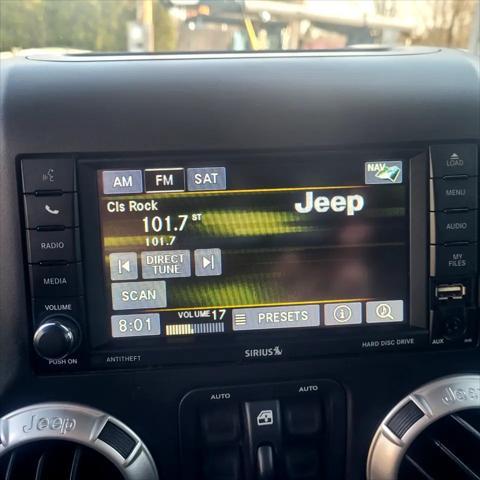 LOAD
NAV
AM FM SAT
MENU
Cls Rock
Jeep
101.7 ST
101.7
RADIO
AUDIO
DIRECT
TUNE
MY
FILES
MEDIA
SCAN
VOLUME
VOLUME 17
8:01
PRESETS
PUSH ON
ANTITHEFT
SIRIUS
HARD DISC DRIVE
AUX
AUTO
AUTO
Jeep
Jeep